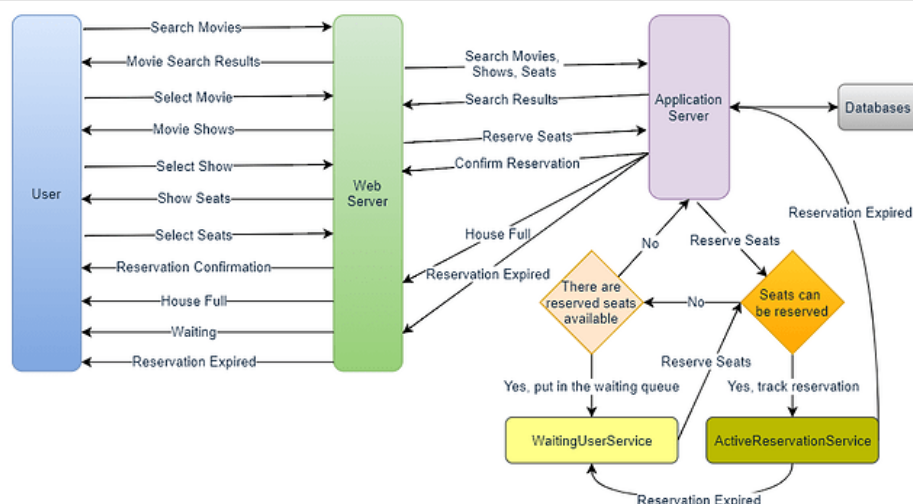 Search Movies
Movie Search Results
Select Movie
Movie Shows
Select Show
Show Seats
Select Seats
Reservation Confirmation
House Full
Waiting
Reservation Expired
User
Web
Server
Search Movies,
Shows, Seats
Search Results
Reserve Seats
Confirm Reservation
House Full
Reservation Expired
Application
Server
Databases
Reservation Expired
No
Reserve Seats
There are
reserved seats
available
No
Seats can
be reserved
Reserve Seats
Yes, put in the waiting queue
Yes, track reservation
WaitingUserService
ActiveReservationService
Reservation Expired